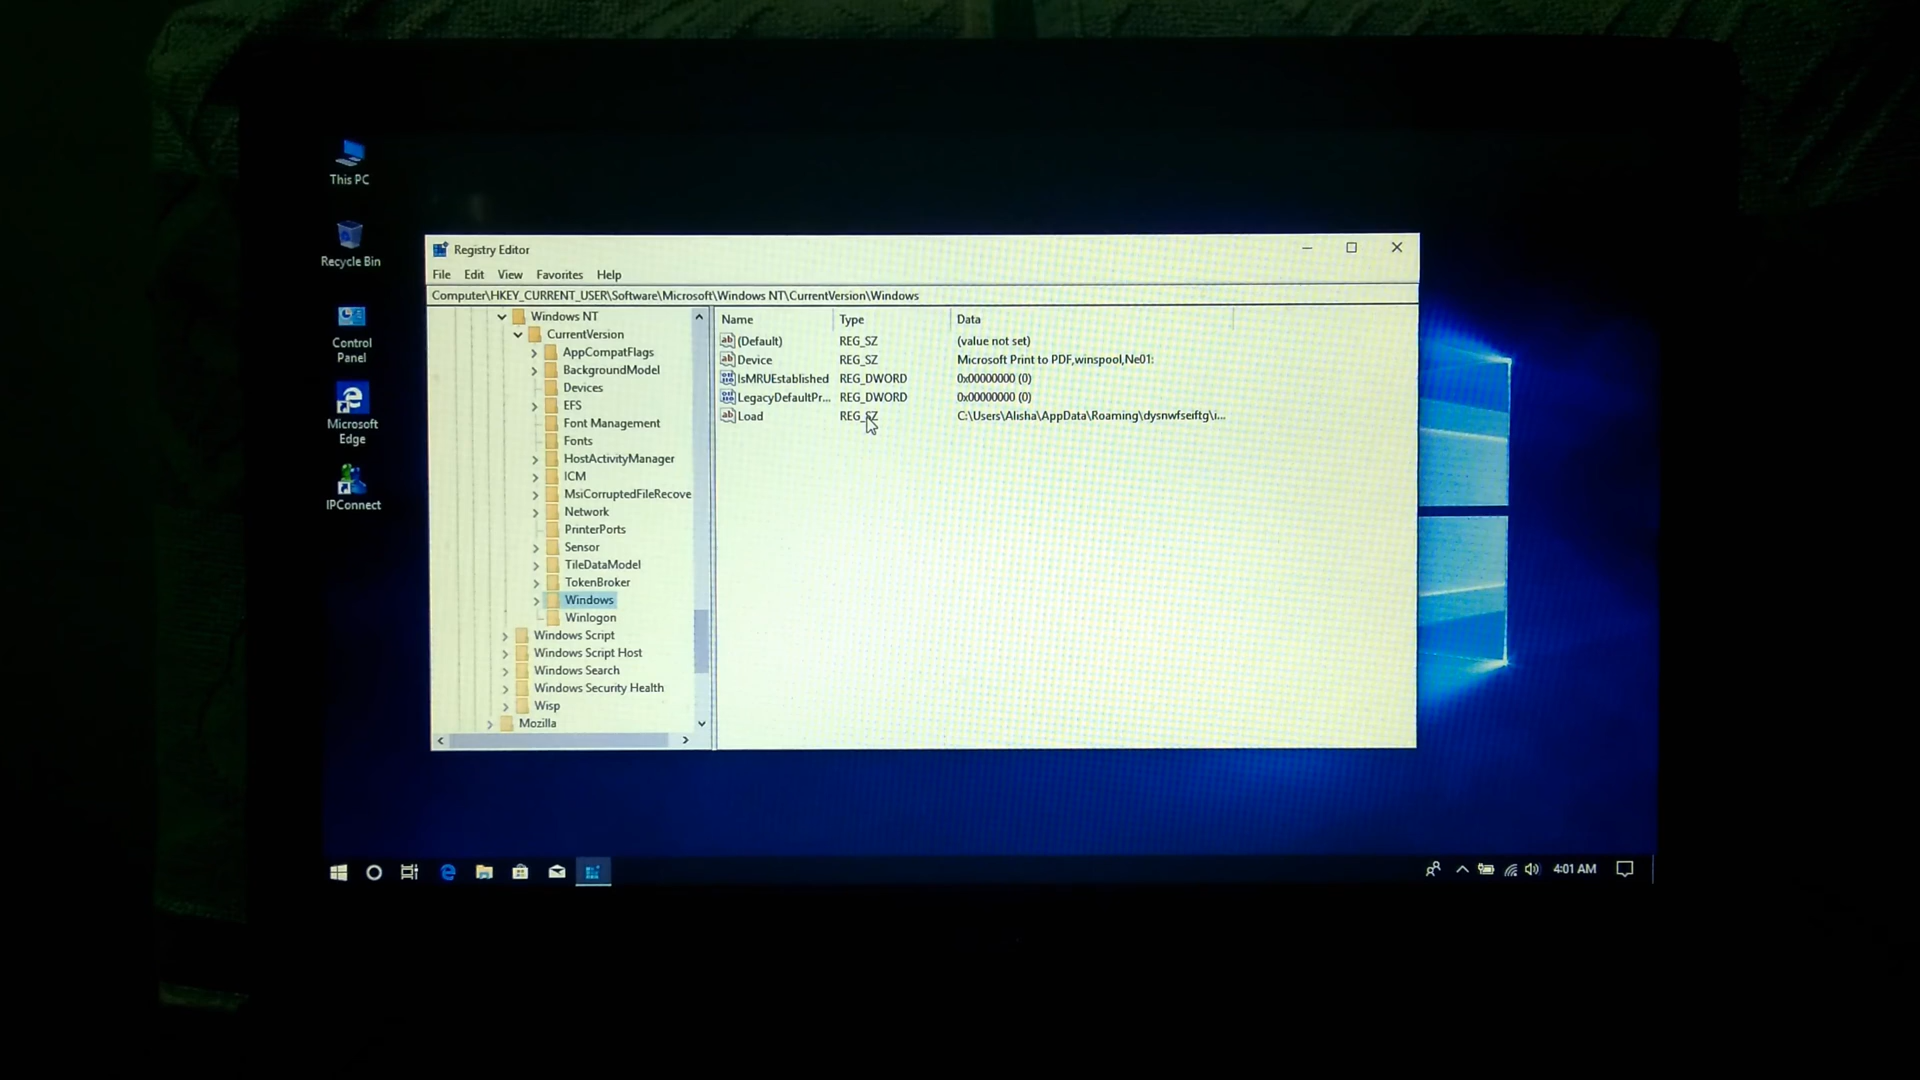 This PC
Recycle Bin
Control
Panel
Microsoft
Edge
IPConnect
Registry Editor
File Edit View Favorites Help
Computer\HKEY_CURRENT_USER\Software\Microsoft\Windows NT\CurrentVersion\Windows
Windows NT
CurrentVersion
AppCompatFlags
BackgroundModel
Devices
EFS
Font Management
Fonts
HostActivityManager
ICM
MsiCorruptedFileRecove
Network
PrinterPorts
Sensor
TileDataModel
TokenBroker
Windows
Winlogon
Windows Script
Windows Script Host
Windows Search
Windows Security Health
Wisp
Mozilla
Name Type Data
ab (Default) REG_SZ (value not set)
ab Device REG_SZ Microsoft Print to PDF,winspool,Ne01:
IsMRUEstablished REG_DWORD 0x00000000 (0)
LegacyDefaultPr... REG_DWORD 0x00000000 (0)
ab Load REG_SZ C:\Users\Alisha\AppData\Roaming\dysnwfseiftg\i...
4:01 AM